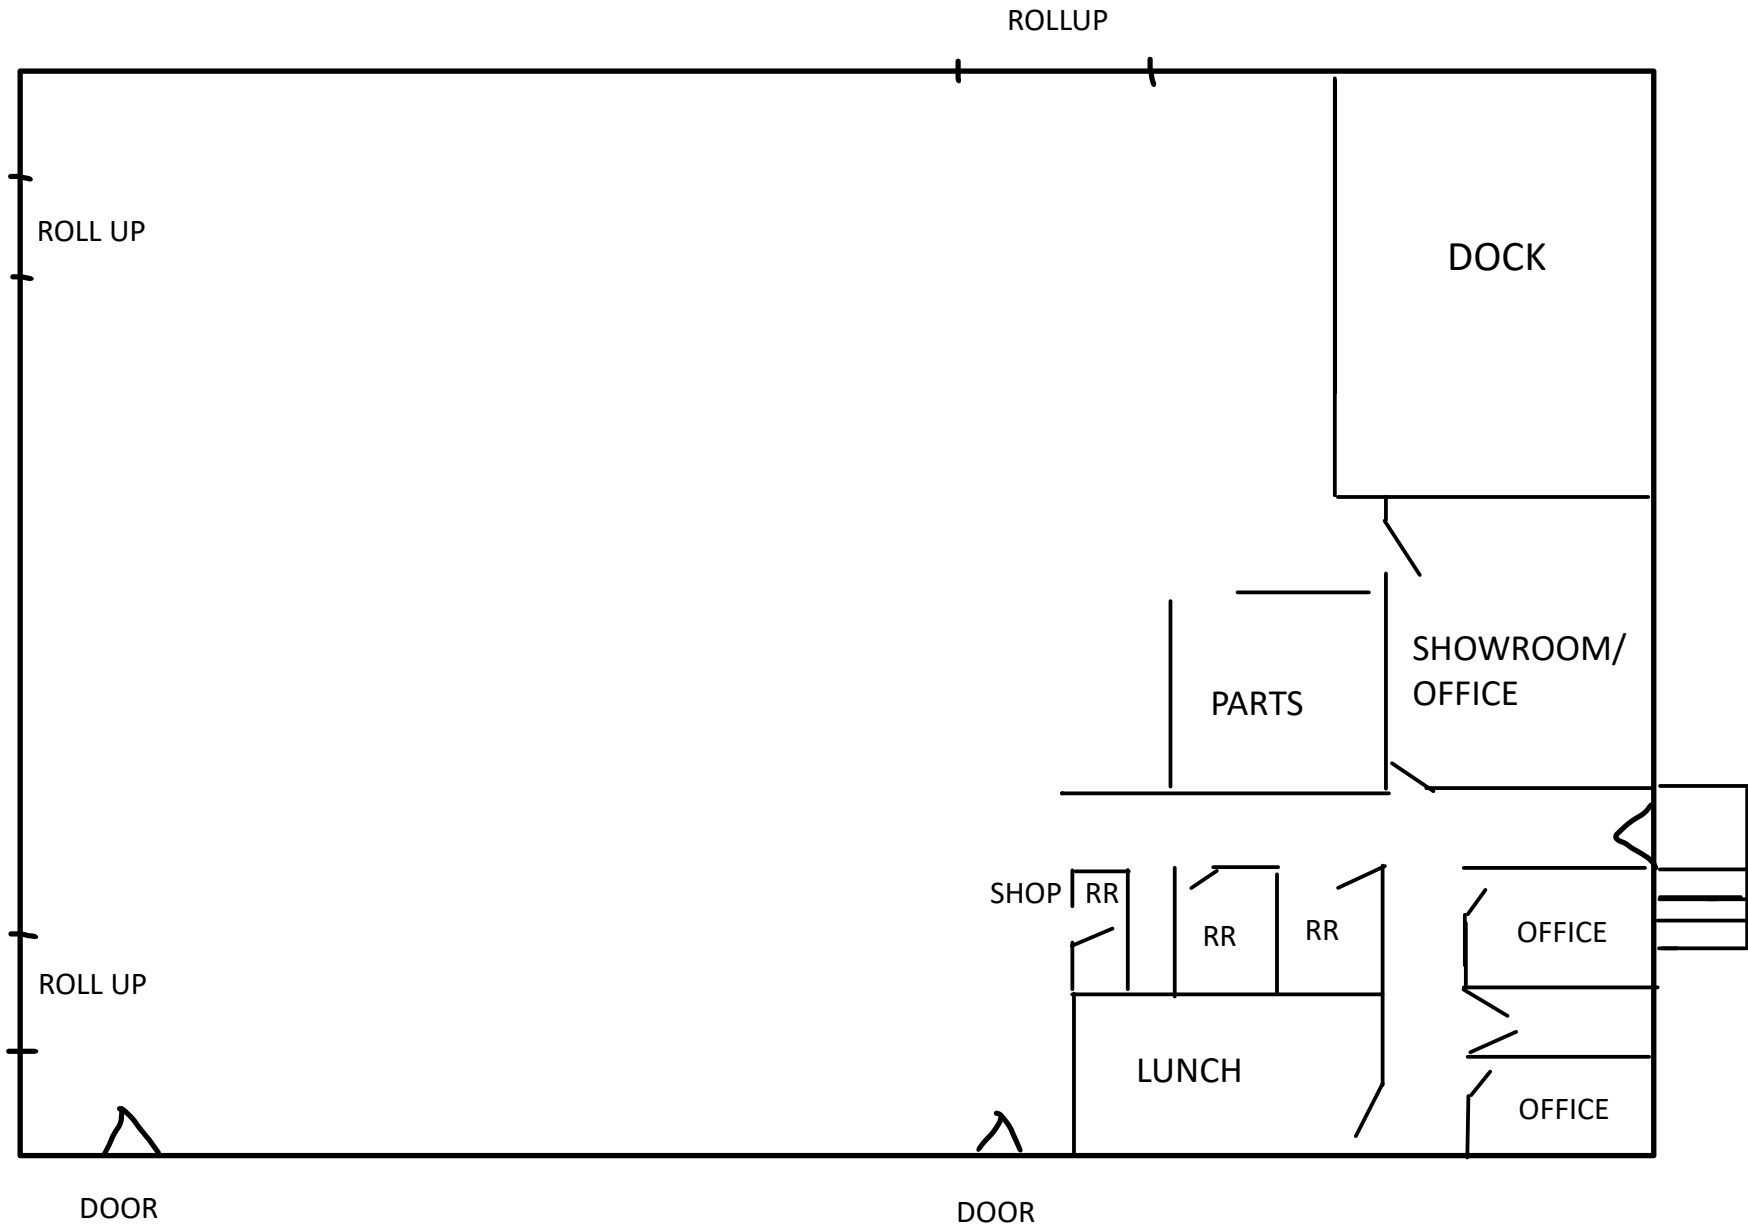 ROLLUP
ROLL UP
DOCK
SHOWROOM/
OFFICE
PARTS
SHOP
RR
RR
RR
OFFICE
ROLL UP
LUNCH
OFFICE
DOOR
DOOR